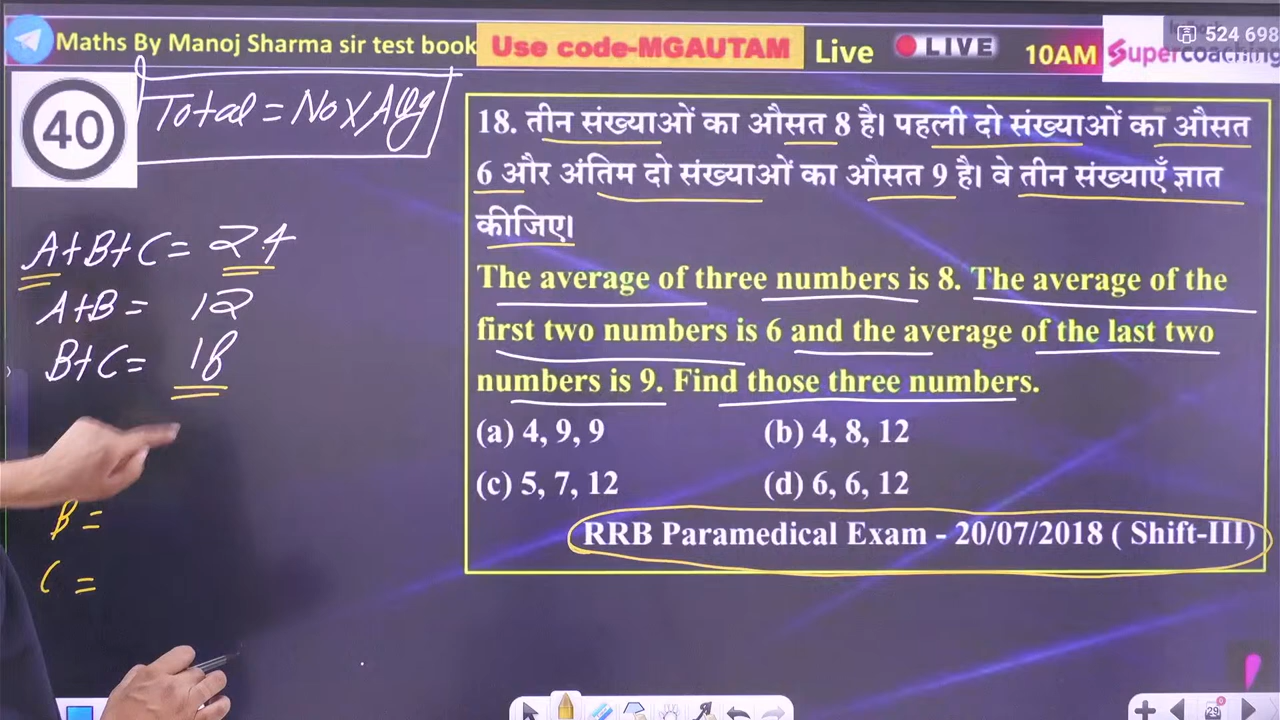 Maths By Manoj Sharma sir test book
Use code-MGAUTAM
Live
LIVE
10AM
Supercoaching
524 698
40
Total = No X Avg
18. तीन संख्याओं का औसत 8 है। पहली दो संख्याओं का औसत
6 और अंतिम दो संख्याओं का औसत 9 है। वे तीन संख्याएँ ज्ञात
कीजिए।
The average of three numbers is 8. The average of the
first two numbers is 6 and the average of the last two
numbers is 9. Find those three numbers.
(a) 4, 9, 9 (b) 4, 8, 12
(c) 5, 7, 12 (d) 6, 6, 12
RRB Paramedical Exam - 20/07/2018 ( Shift-III)
A+B+C= 24
A+B= 12
B+C= 18
B=
C=
29